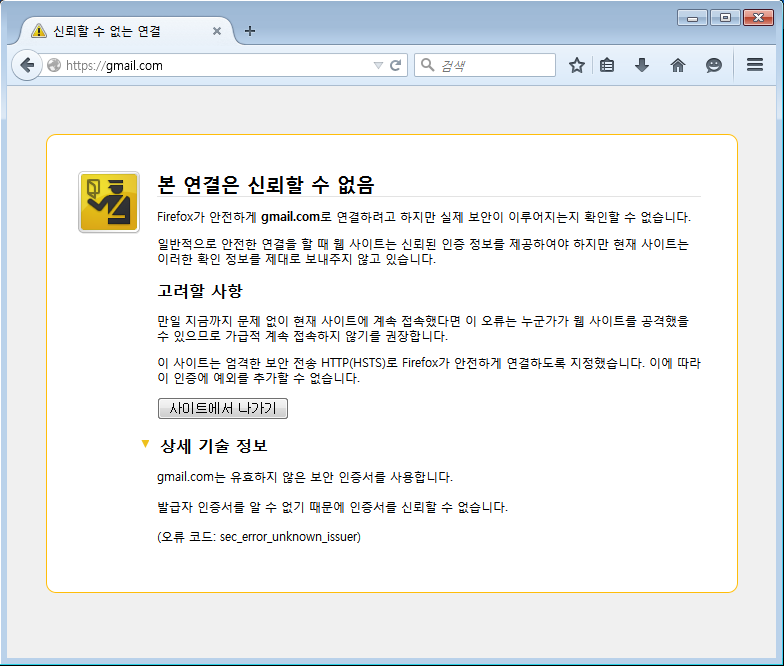 신뢰할 수 없는 연결
https://gmail.com
검색
본 연결은 신뢰할 수 없음
Firefox가 안전하게 gmail.com로 연결하려고 하지만 실제 보안이 이루어지는지 확인할 수 없습니다.
일반적으로 안전한 연결을 할 때 웹 사이트는 신뢰된 인증 정보를 제공하여야 하지만 현재 사이트는
이러한 확인 정보를 제대로 보내주지 않고 있습니다.
고려할 사항
만일 지금까지 문제 없이 현재 사이트에 계속 접속했다면 이 오류는 누군가가 웹 사이트를 공격했을
수 있으므로 가급적 계속 접속하지 않기를 권장합니다.
이 사이트는 엄격한 보안 전송 HTTP(HSTS)로 Firefox가 안전하게 연결하도록 지정했습니다. 이에 따라
이 인증에 예외를 추가할 수 없습니다.
사이트에서 나가기
상세 기술 정보
gmail.com는 유효하지 않은 보안 인증서를 사용합니다.
발급자 인증서를 알 수 없기 때문에 인증서를 신뢰할 수 없습니다.
(오류 코드: sec_error_unknown_issuer)